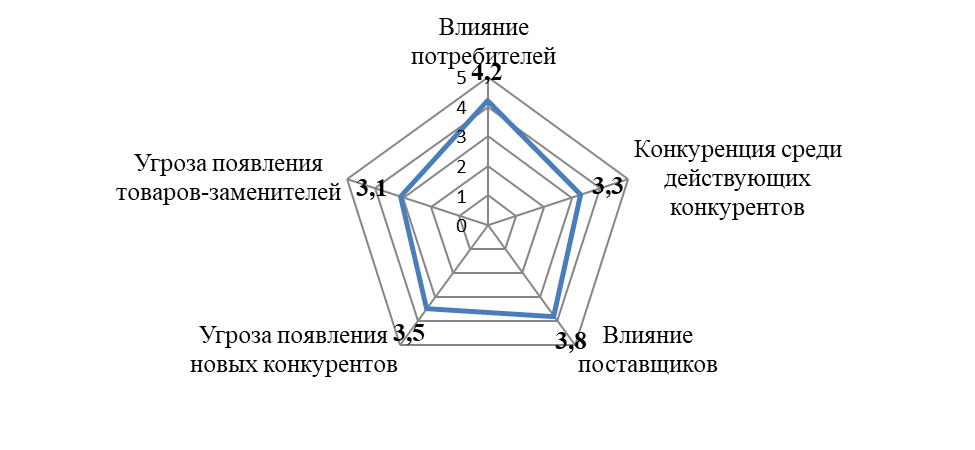 Влияние
потребителей
4,2
5
4
3
2
1
0
Конкуренция среди
действующих
конкурентов
3,3
Влияние
поставщиков
3,8
Угроза появления
новых конкурентов
3,5
Угроза появления
товаров-заменителей
3,1